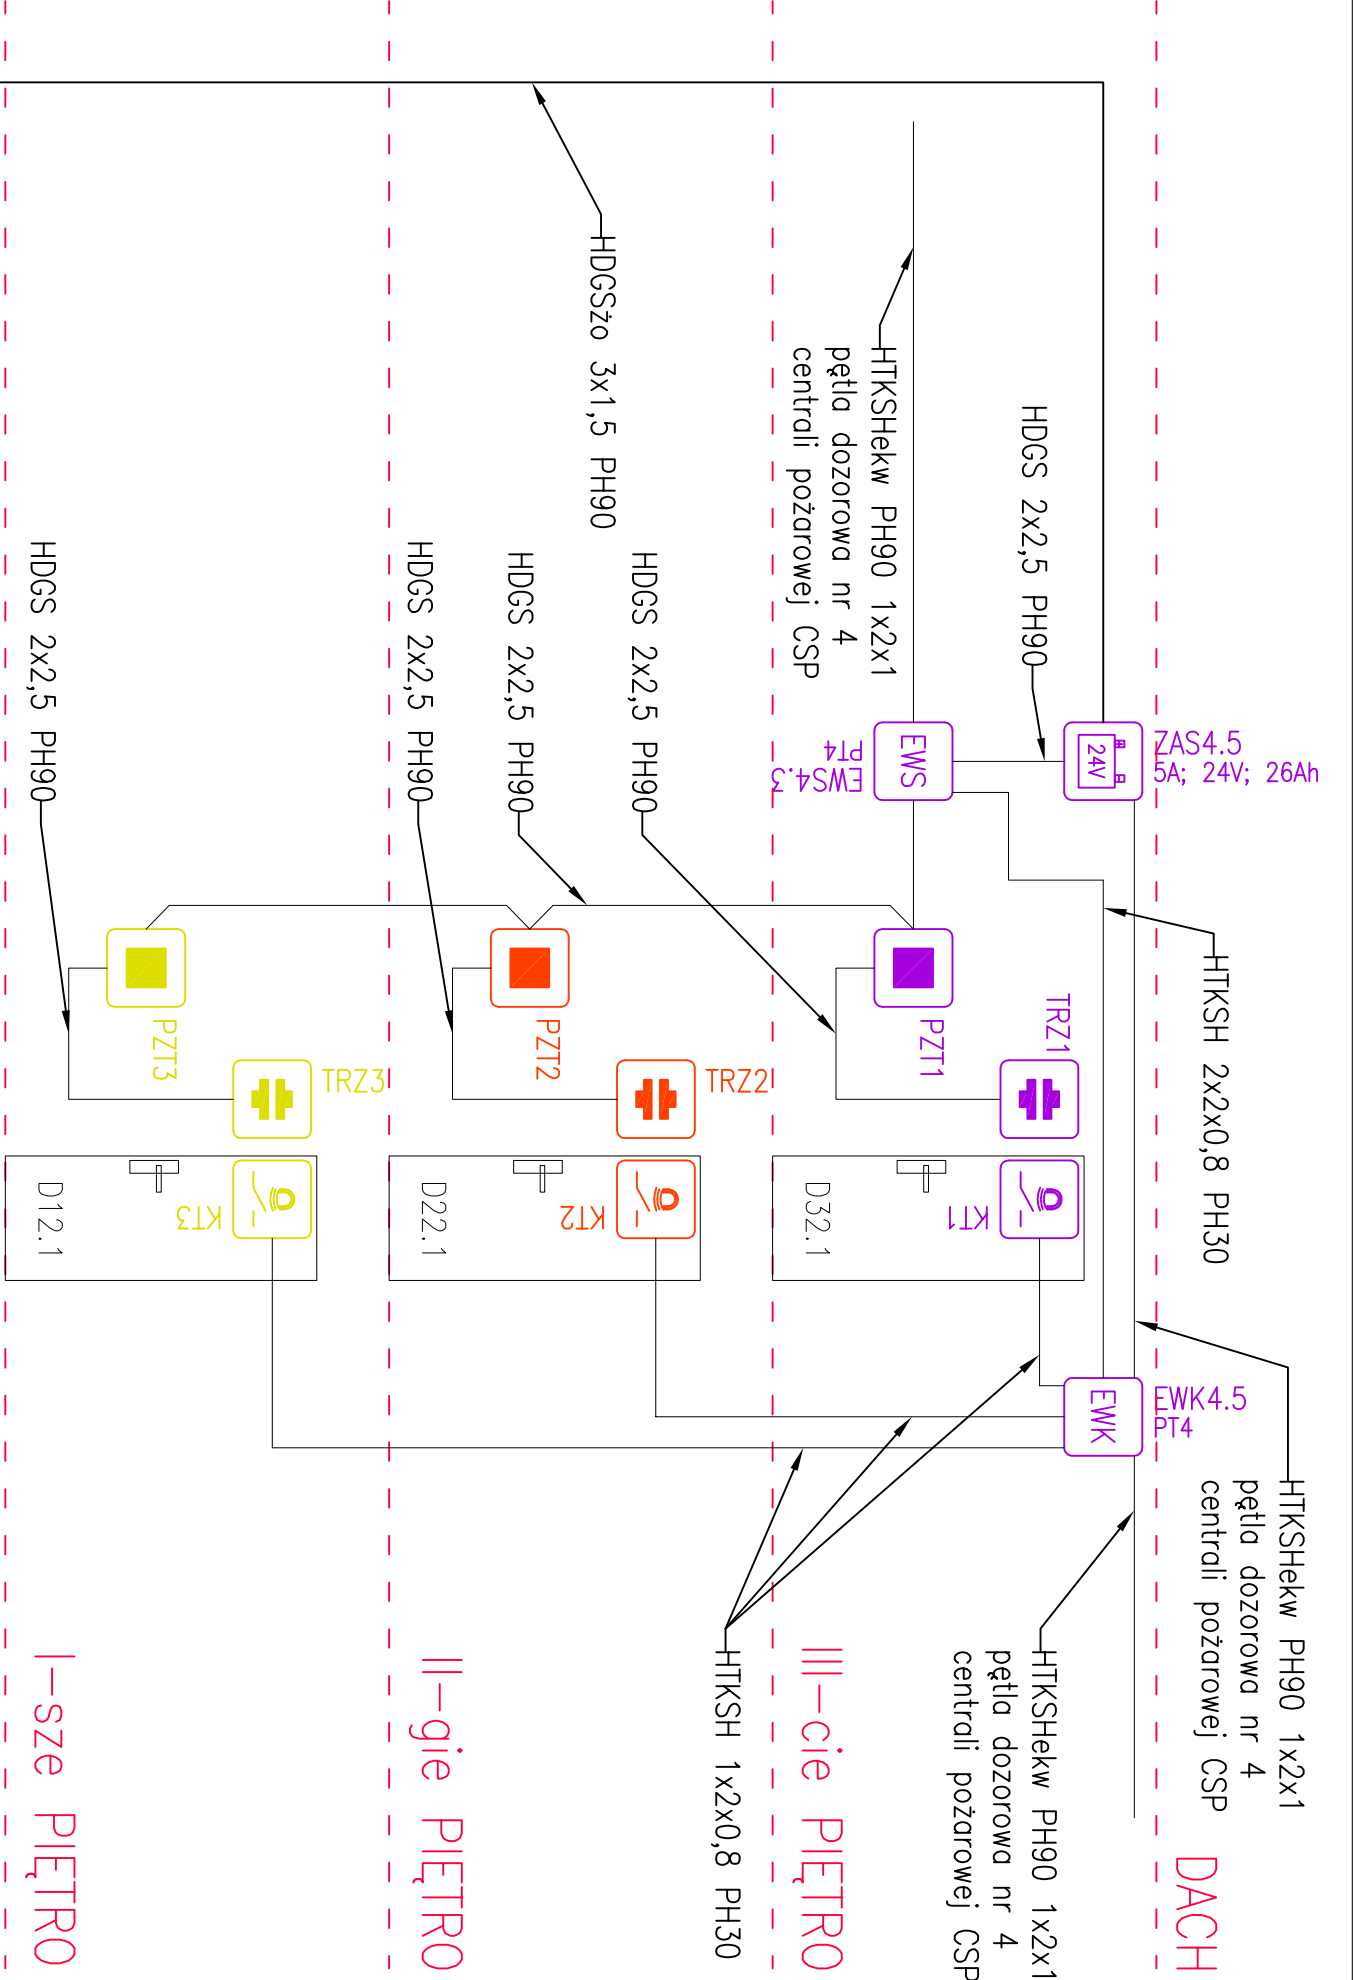 DACH
HTKSHekw PH90 1x2x1
pętla dozorowa nr 4
centrali pożarowej CSP
ZAS4.5
5A; 24V; 26Ah
24V
HTKSH 2x2x0,8 PH30
EWK4.5
PT4
EWK
HDGS 2x2,5 PH90
HTKSHekw PH90 1x2x1
pętla dozorowa nr 4
centrali pożarowej CSP
EWS
PT4
EWS4.3
TRZ1
PZT1
KT1
D32.1
HTKSHekw PH90 1x2x1
pętla dozorowa nr 4
centrali pożarowej CSP
III-cie PIĘTRO
HDGSżo 3x1,5 PH90
HDGS 2x2,5 PH90
HDGS 2x2,5 PH90
HDGS 2x2,5 PH90
TRZ2
PZT2
KT2
D22.1
HTKSH 1x2x0,8 PH30
II-gie PIĘTRO
HDGS 2x2,5 PH90
TRZ3
PZT3
KT3
D12.1
I-sze PIĘTRO